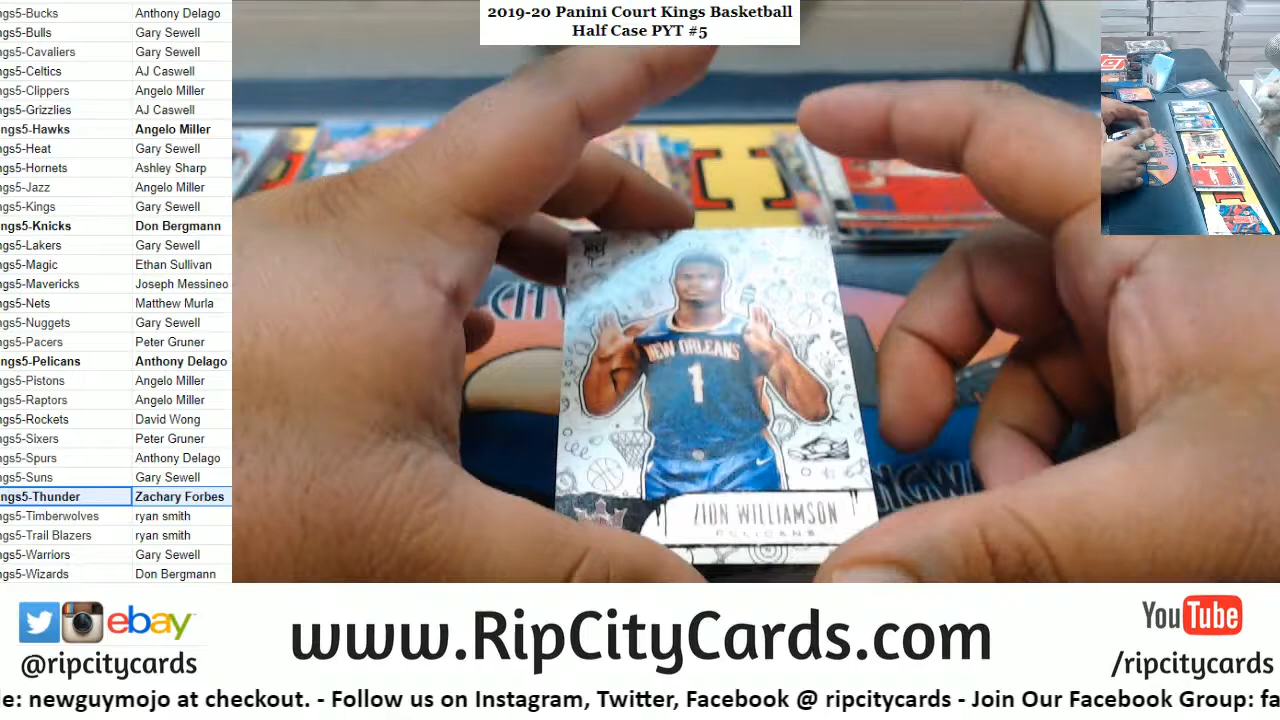 2019-20 Panini Court Kings Basketball
Half Case PYT #5
ngs5-Bucks Anthony Delago
ngs5-Bulls Gary Sewell
ngs5-Cavaliers Gary Sewell
ngs5-Celtics AJ Caswell
ngs5-Clippers Angelo Miller
ngs5-Grizzlies AJ Caswell
ngs5-Hawks Angelo Miller
ngs5-Heat Gary Sewell
ngs5-Hornets Ashley Sharp
ngs5-Jazz Angelo Miller
ngs5-Kings Gary Sewell
ngs5-Knicks Don Bergmann
ngs5-Lakers Gary Sewell
ngs5-Magic Ethan Sullivan
ngs5-Mavericks Joseph Messineo
ngs5-Nets Matthew Murla
ngs5-Nuggets Gary Sewell
ngs5-Pacers Peter Gruner
ngs5-Pelicans Anthony Delago
ngs5-Pistons Angelo Miller
ngs5-Raptors Angelo Miller
ngs5-Rockets David Wong
ngs5-Sixers Peter Gruner
ngs5-Spurs Anthony Delago
ngs5-Suns Gary Sewell
ngs5-Thunder Zachary Forbes
ngs5-Timberwolves ryan smith
ngs5-Trail Blazers ryan smith
ngs5-Warriors Gary Sewell
ngs5-Wizards Don Bergmann
CITY
NEW ORLEANS
1
ZION WILLIAMSON
PELICANS
ebay
@ripcitycards
www.RipCityCards.com
YouTube
/ripcitycards
le: newguymojo at checkout. - Follow us on Instagram, Twitter, Facebook @ ripcitycards - Join Our Facebook Group: fa